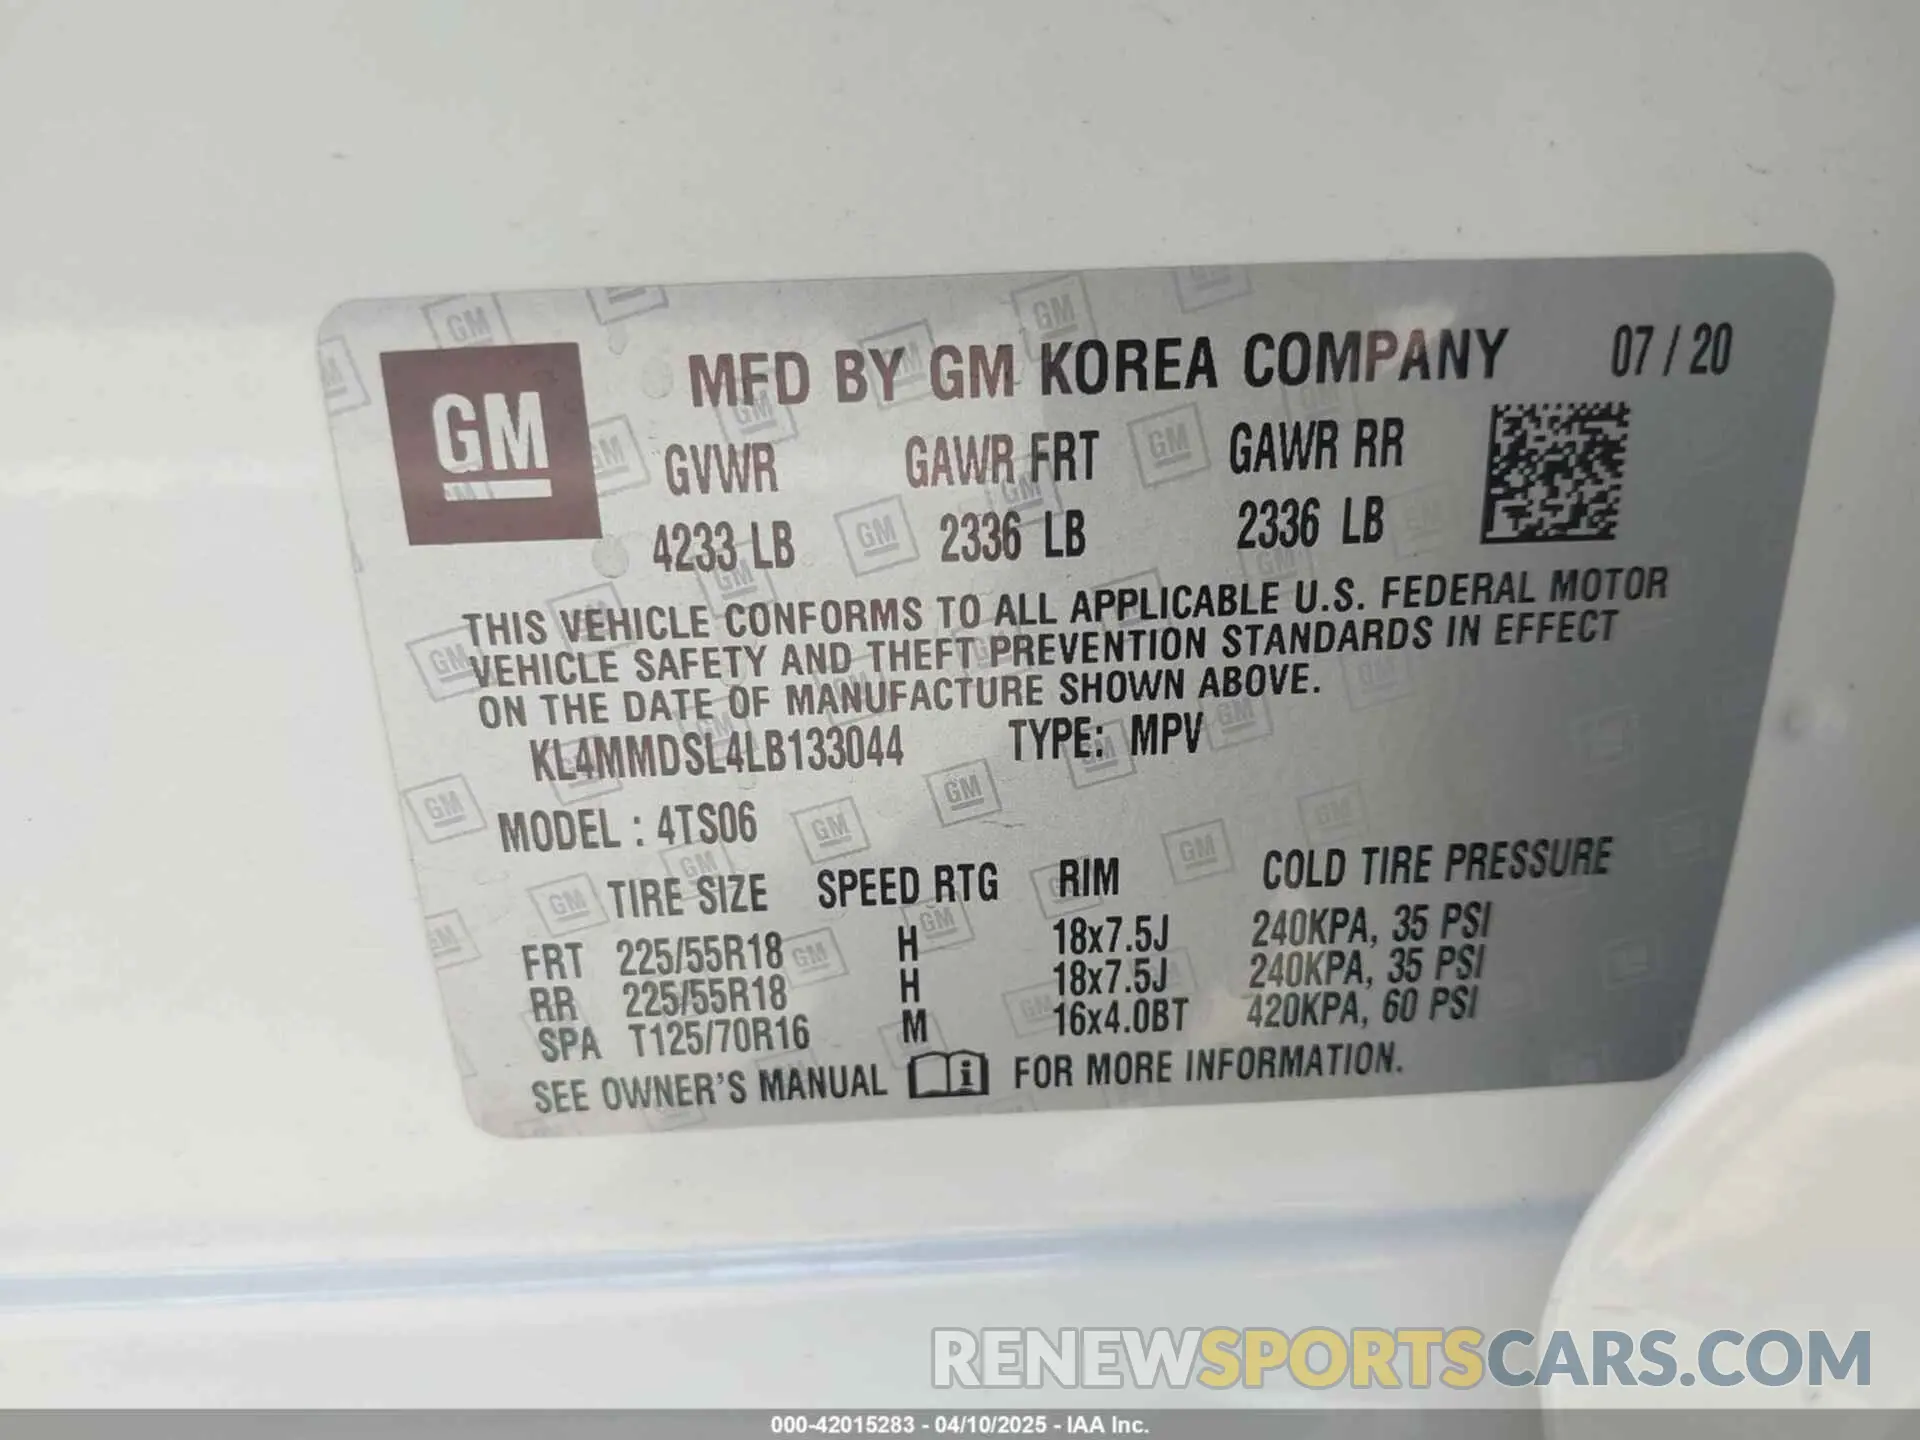 GM
MFD BY GM KOREA COMPANY 07 / 20
GVWR GAWR FRT GAWR RR
4233 LB 2336 LB 2336 LB
THIS VEHICLE CONFORMS TO ALL APPLICABLE U.S. FEDERAL MOTOR
VEHICLE SAFETY AND THEFT PREVENTION STANDARDS IN EFFECT
ON THE DATE OF MANUFACTURE SHOWN ABOVE.
KL4MMDSL4LB133044 TYPE: MPV
MODEL : 4TS06
TIRE SIZE SPEED RTG RIM COLD TIRE PRESSURE
FRT 225/55R18 H 18x7.5J 240KPA, 35 PSI
RR 225/55R18 H 18x7.5J 240KPA, 35 PSI
SPA T125/70R16 M 16x4.0BT 420KPA, 60 PSI
SEE OWNER'S MANUAL i FOR MORE INFORMATION.
RENEWSPORTSCARS.COM
000-42015283 - 04/10/2025 - IAA Inc.